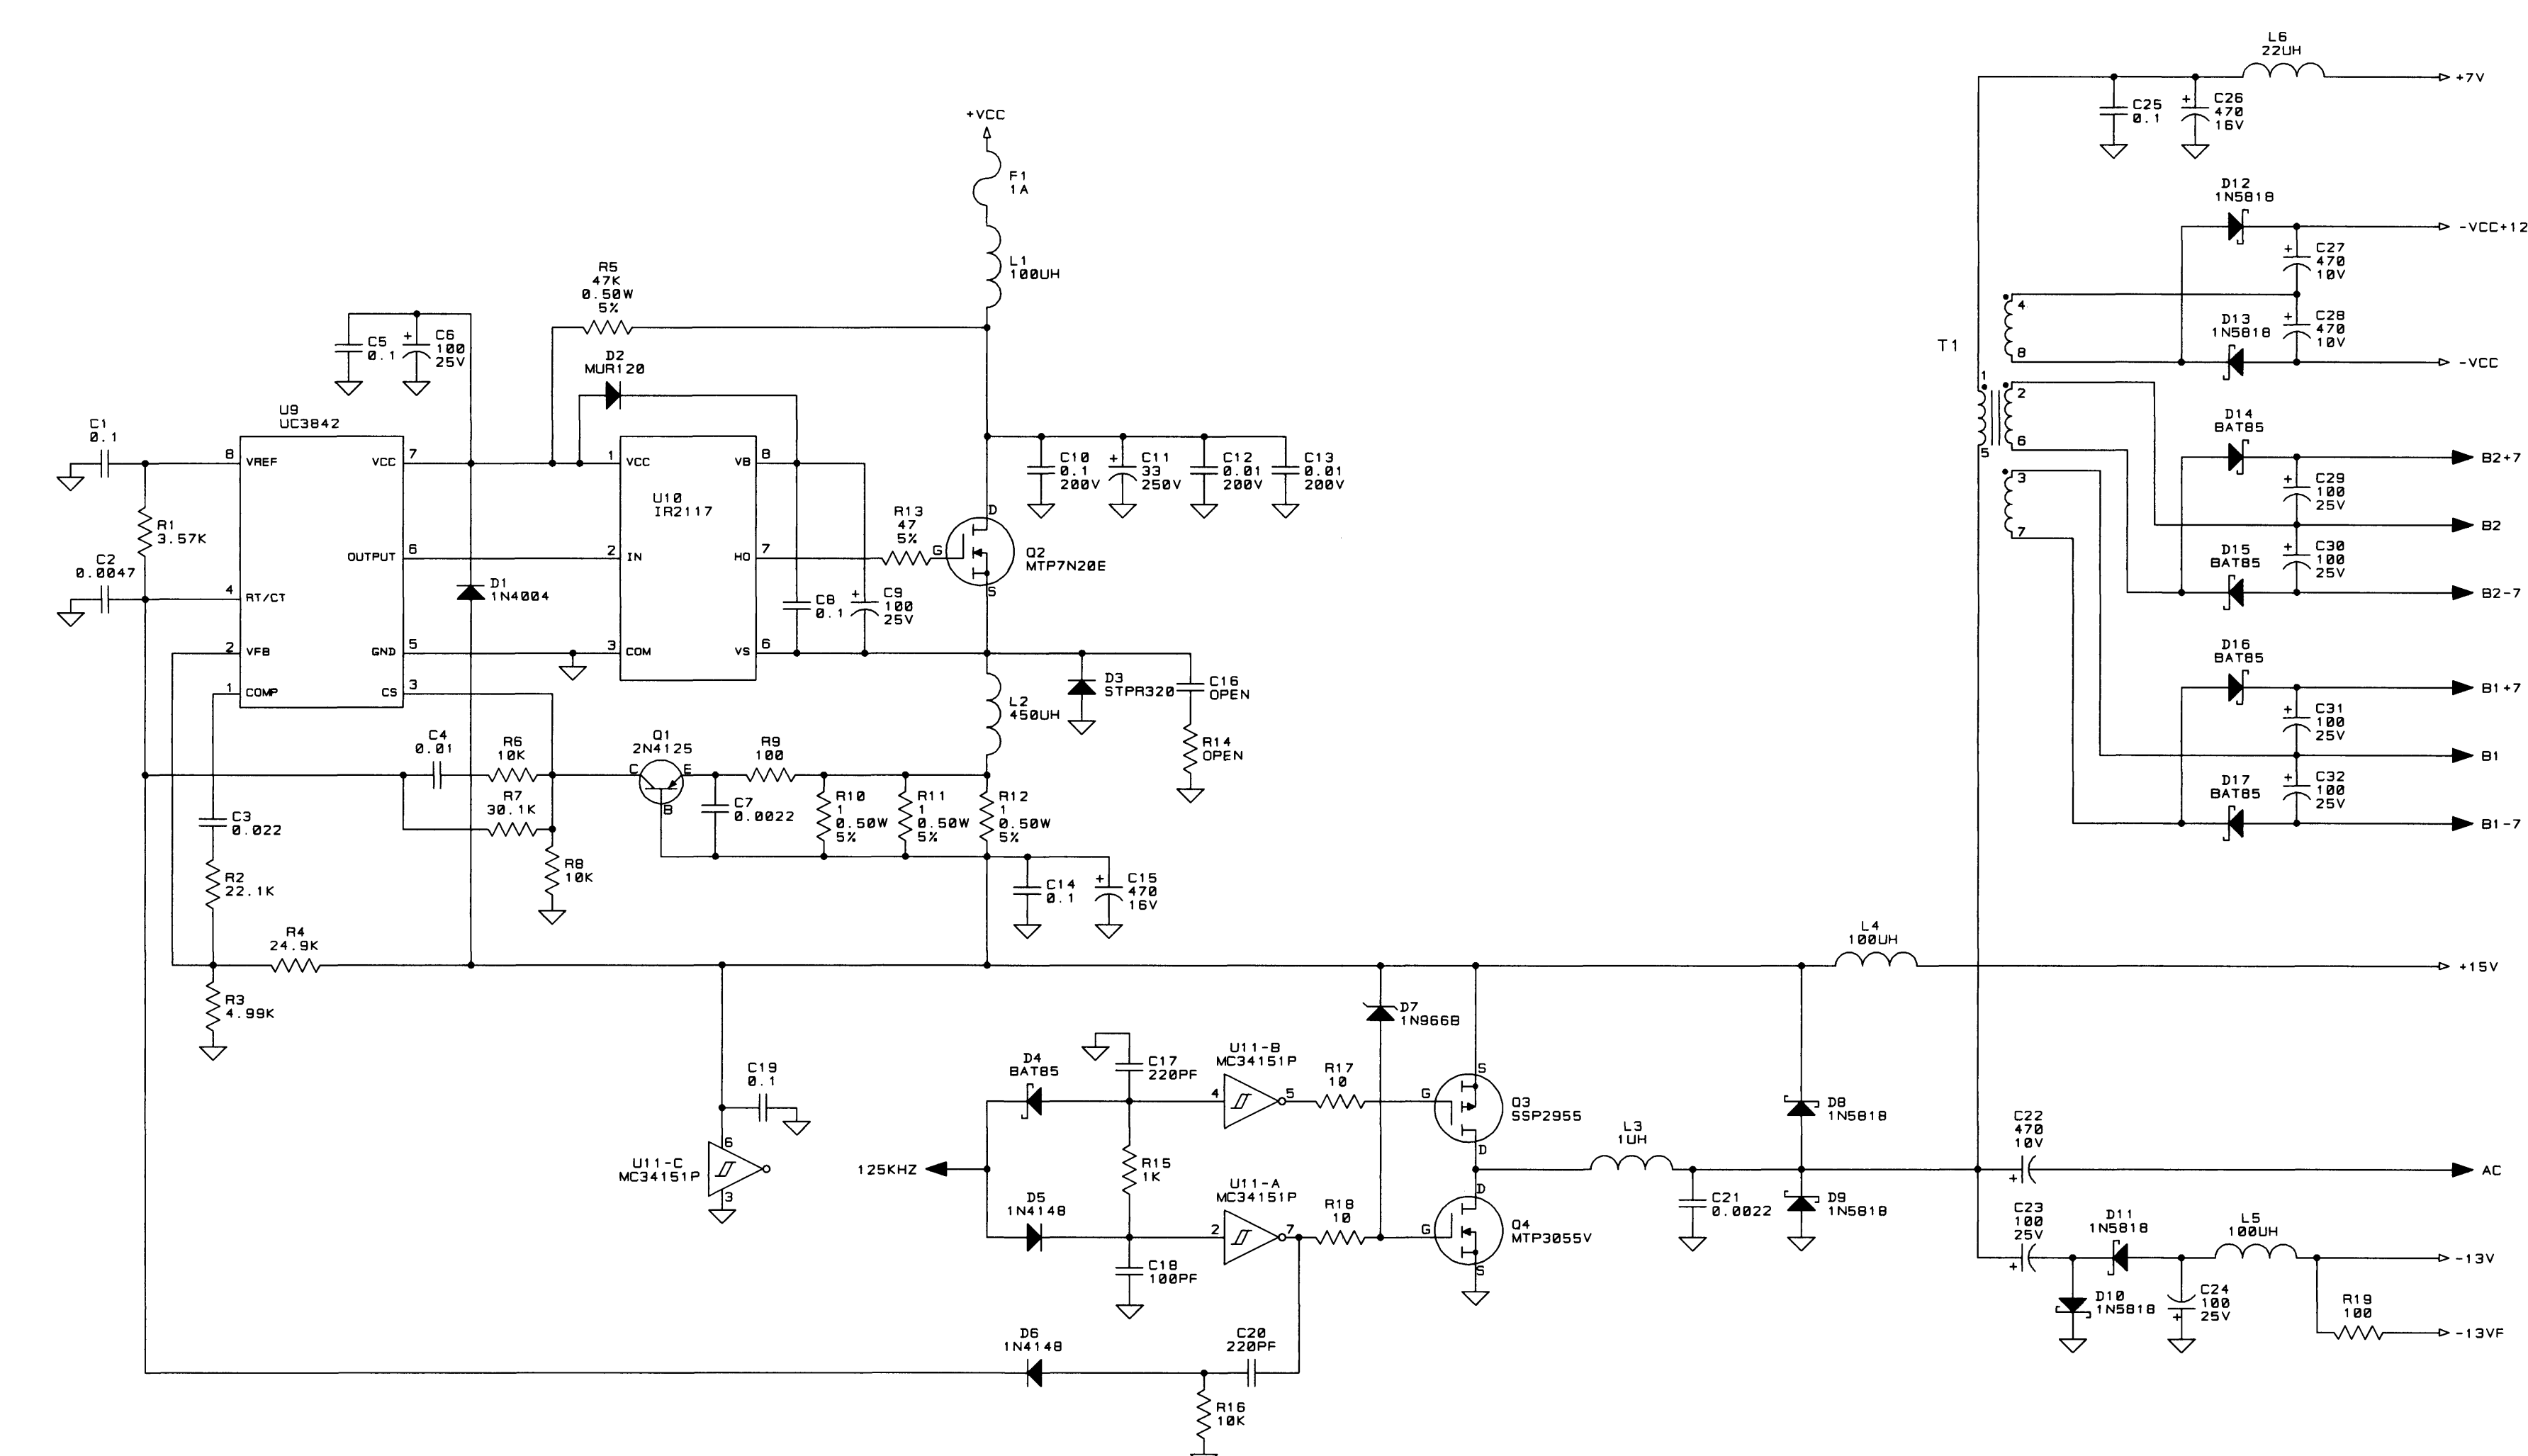 L6
22UH
+7V
C25
0.1
C26
470
16V
+
+VCC
F1
1A
D12
1N5818
-VCC+12
+
C27
470
10V
L1
100UH
R5
47K
0.50W
5%
4
D13
1N5818
+
C28
470
10V
T1
8
-VCC
C5
0.1
+
C6
100
25V
D2
MUR120
1
2
5
6
3
7
D14
BAT85
B2+7
+
C29
100
25V
B2
D15
BAT85
+
C30
100
25V
B2-7
C1
0.1
U9
UC3842
8
VREF
VCC
7
OUTPUT
6
4
RT/CT
2
VFB
GND
5
1
COMP
CS
3
R1
3.57K
C2
0.0047
D1
1N4004
1
VCC
VB
8
U10
IR2117
2
IN
HO
7
3
COM
VS
6
C8
0.1
+
C9
100
25V
R13
47
5%
D
G
S
Q2
MTP7N20E
C10
0.1
200V
+
C11
33
250V
C12
0.01
200V
C13
0.01
200V
D3
STPR320
C16
OPEN
R14
OPEN
L2
450UH
D16
BAT85
B1+7
+
C31
100
25V
B1
D17
BAT85
+
C32
100
25V
B1-7
C4
0.01
R6
10K
R7
30.1K
Q1
2N4125
C
E
B
R9
100
C7
0.0022
R10
1
0.50W
5%
R11
1
0.50W
5%
R12
1
0.50W
5%
C3
0.022
R2
22.1K
R8
10K
C14
0.1
+
C15
470
16V
R4
24.9K
R3
4.99K
L4
100UH
+15V
D7
1N966B
C19
0.1
6
U11-C
MC34151P
3
D4
BAT85
C17
220PF
U11-B
MC34151P
4
5
R17
10
G
S
D
Q3
SSP2955
125KHZ
R15
1K
D5
1N4148
U11-A
MC34151P
2
7
R18
10
G
D
S
Q4
MTP3055V
C18
100PF
L3
1UH
C21
0.0022
D8
1N5818
D9
1N5818
C22
470
10V
+
AC
C23
100
25V
+
D11
1N5818
L5
100UH
-13V
D10
1N5818
C24
100
25V
+
R19
100
-13VF
D6
1N4148
C20
220PF
R16
10K